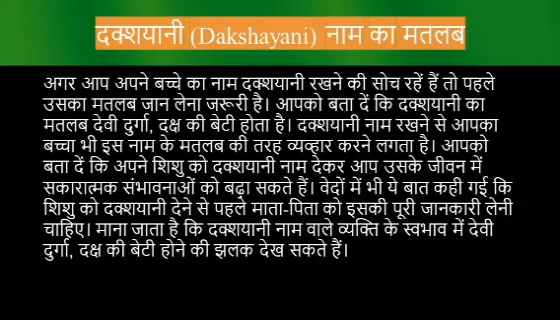 दक्शयानी (Dakshayani) नाम का मतलब
अगर आप अपने बच्चे का नाम दक्शयानी रखने की सोच रहें हैं तो पहले
उसका मतलब जान लेना जरूरी है। आपको बता दें कि दक्शयानी का
मतलब देवी दुर्गा, दक्ष की बेटी होता है। दक्शयानी नाम रखने से आपका
बच्चा भी इस नाम के मतलब की तरह व्यव्हार करने लगता है। आपको
बता दें कि अपने शिशु को दक्शयानी नाम देकर आप उसके जीवन में
सकारात्मक संभावनाओं को बढ़ा सकते हैं। वेदों में भी ये बात कही गई कि
शिशु को दक्शयानी देने से पहले माता-पिता को इसकी पूरी जानकारी लेनी
चाहिए। माना जाता है कि दक्शयानी नाम वाले व्यक्ति के स्वभाव में देवी
दुर्गा, दक्ष की बेटी होने की झलक देख सकते हैं।